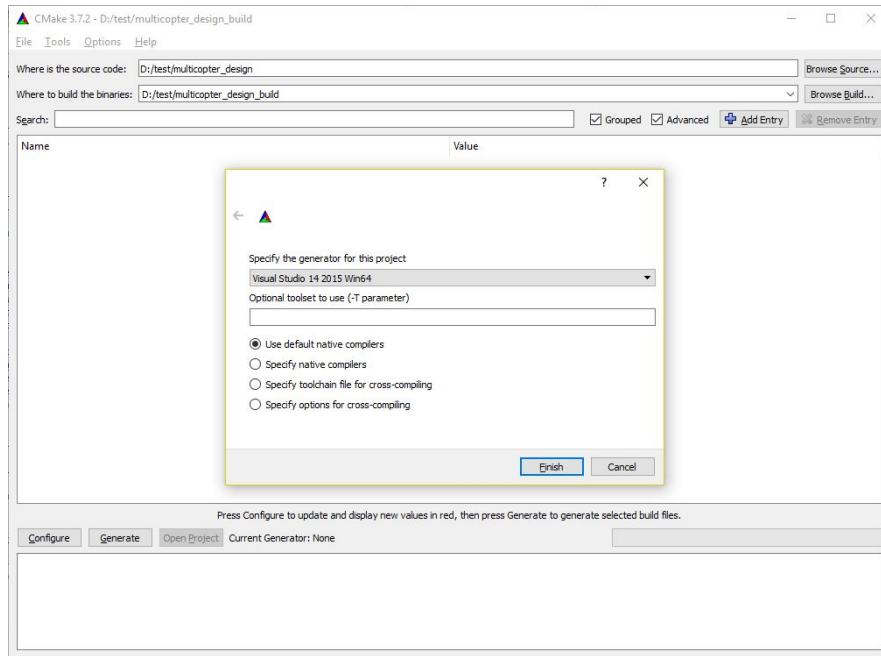 CMake 3.7.2 - D:/test/multicopter_design_build
File Tools Options Help
Where is the source code: D:/test/multicopter_design Browse Source...
Where to build the binaries: D:/test/multicopter_design_build Browse Build...
Search: Grouped Advanced Add Entry Remove Entry
Name Value
?
Specify the generator for this project
Visual Studio 14 2015 Win64
Optional toolset to use (-T parameter)
Use default native compilers
Specify native compilers
Specify toolchain file for cross-compiling
Specify options for cross-compiling
Finish Cancel
Press Configure to update and display new values in red, then press Generate to generate selected build files.
Configure Generate Open Project Current Generator: None